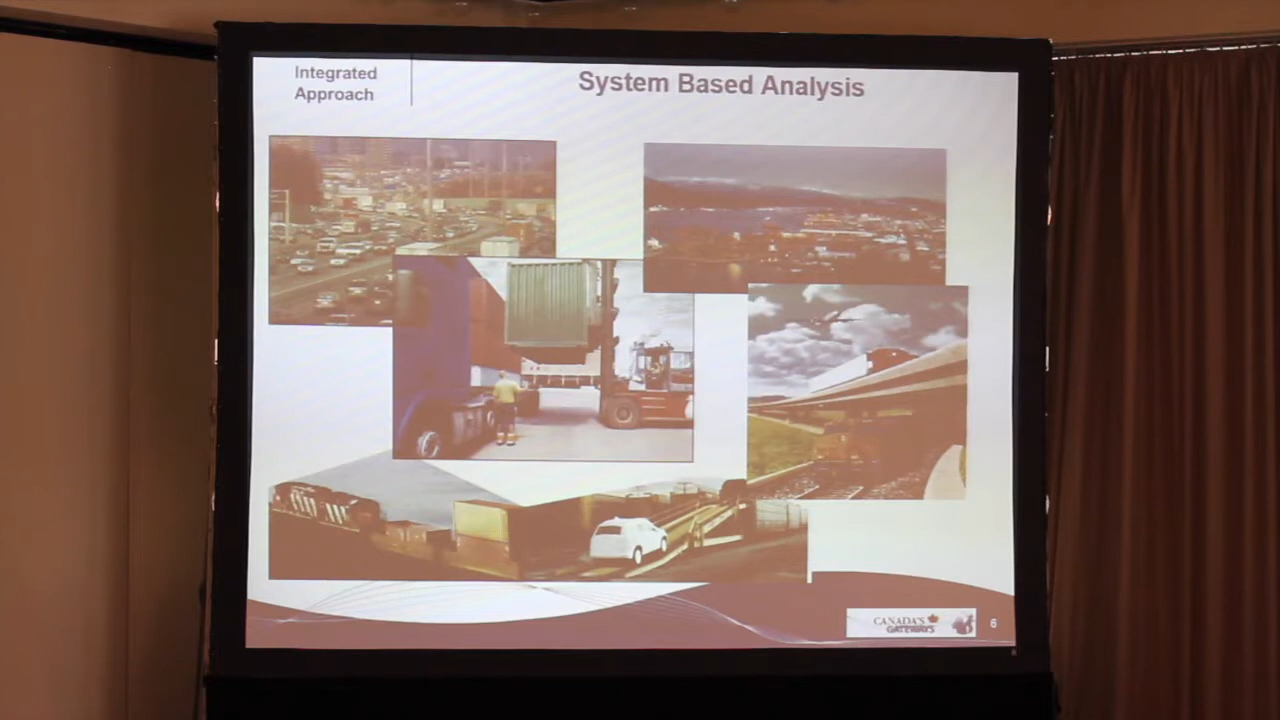 Integrated
Approach
System Based Analysis
CANADA'S
GATEWAYS
6